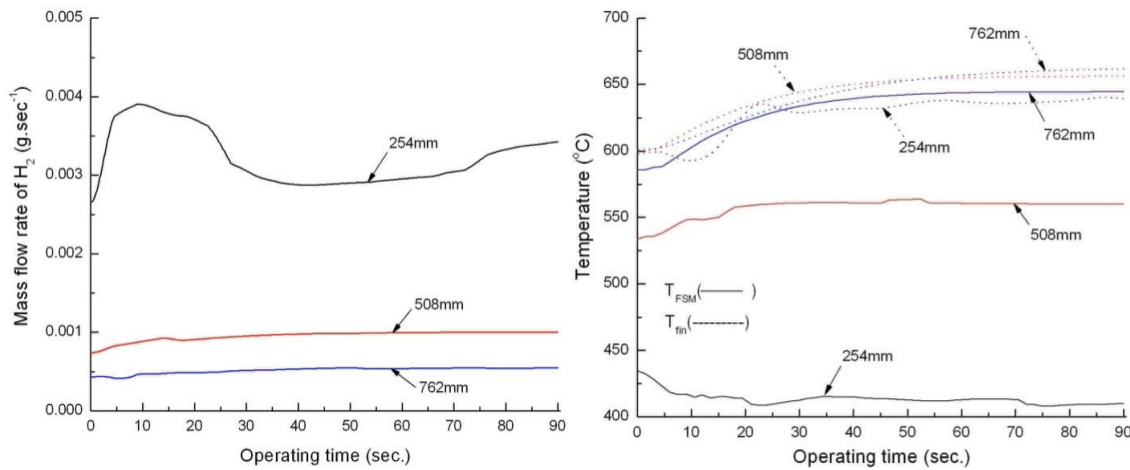 Mass flow rate of H2 (g.sec-1)
0.005
0.004
0.003
0.002
0.001
0.000
254mm
508mm
762mm
0 10 20 30 40 50 60 70 80 90
Operating time (sec.)
Temperature (°C)
700
650
600
550
500
450
400
762mm
508mm
762mm
254mm
508mm
TFSM( )
Tfin(---------)
254mm
0 10 20 30 40 50 60 70 80 90
Operating time (sec.)